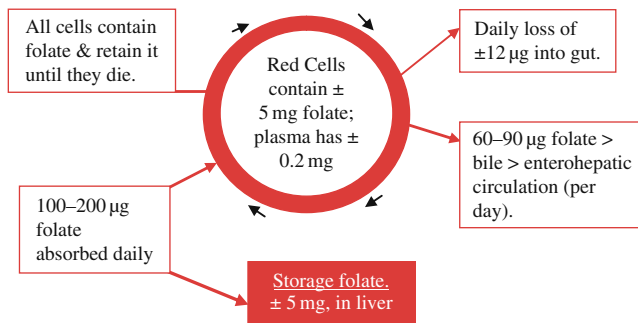 All cells contain
folate & retain it
until they die.
Red Cells
contain ±
5 mg folate;
plasma has ±
0.2 mg
Daily loss of
±12 µg into gut.
60–90 µg folate >
bile > enterohepatic
circulation (per
day).
100–200 µg
folate
absorbed daily
Storage folate.
± 5 mg, in liver